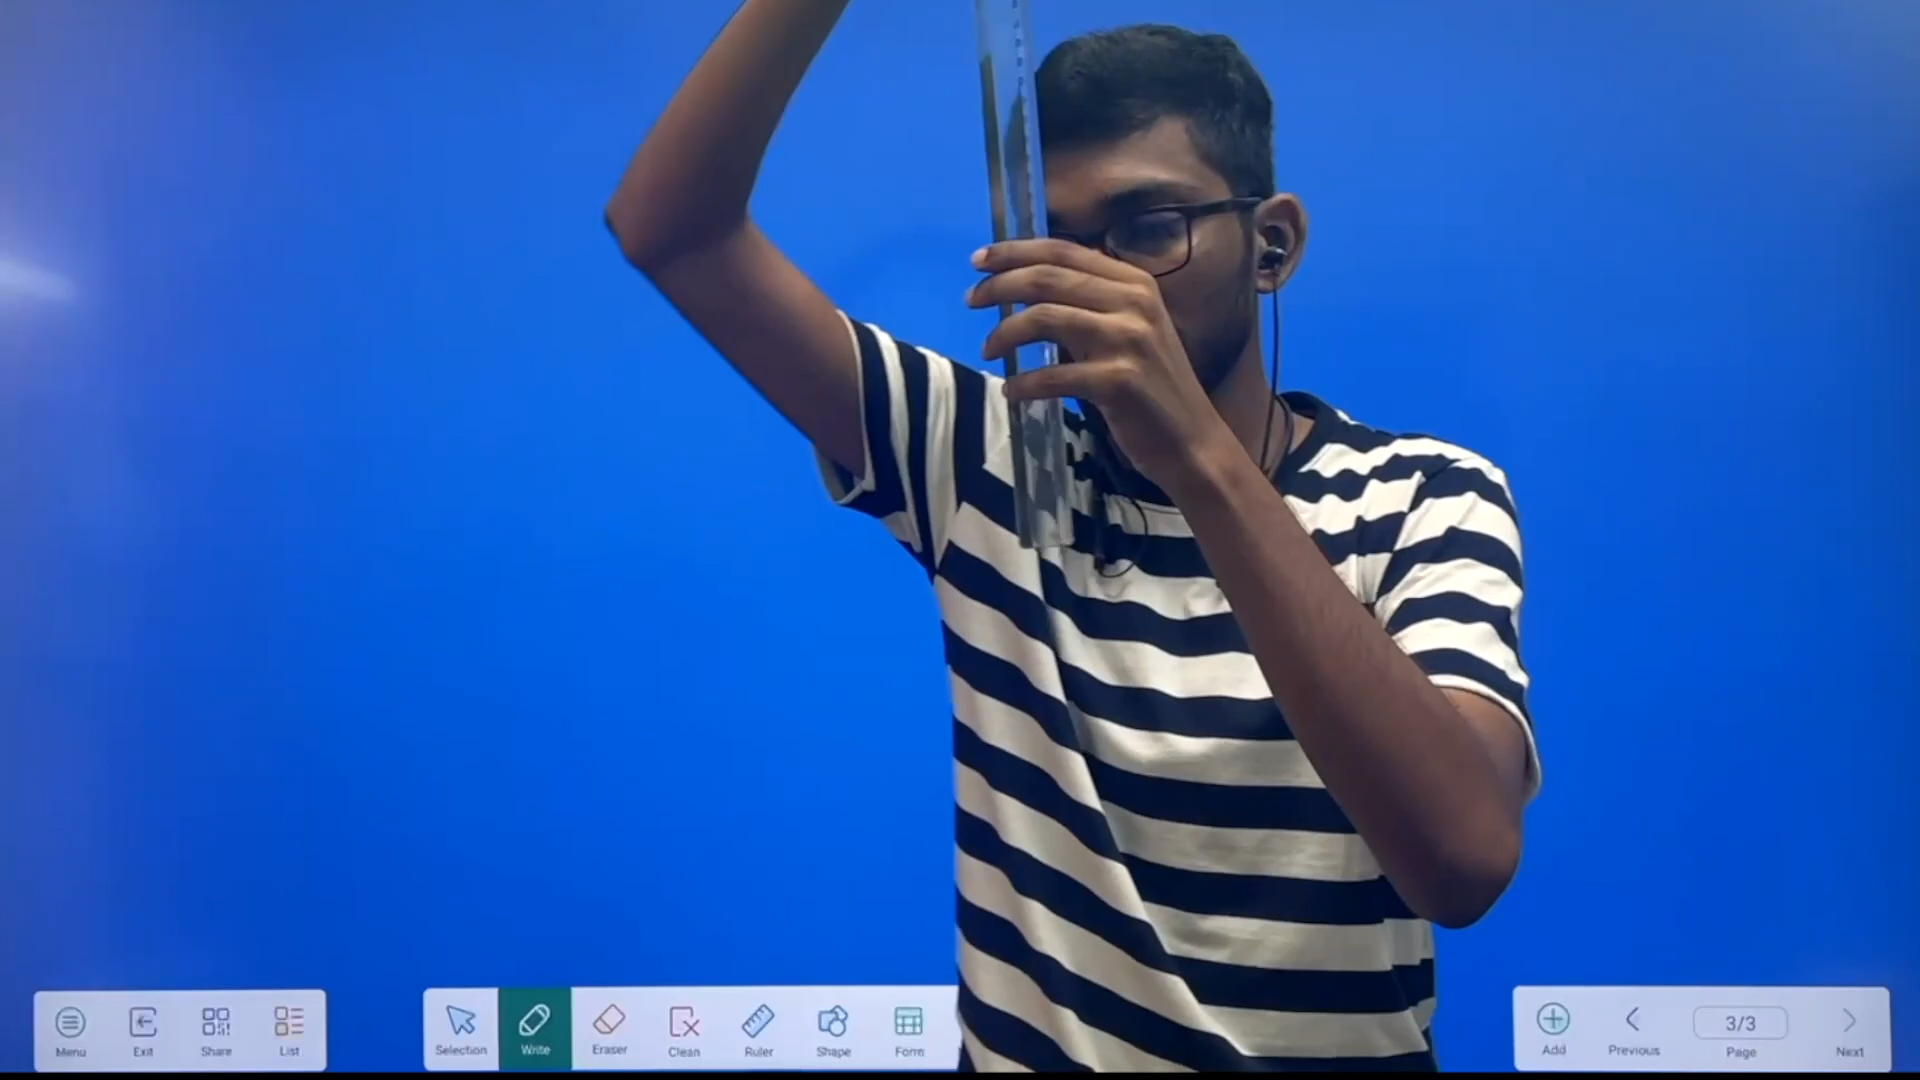 Menu
Exit
Share
List
Selection
Write
Eraser
Clean
Ruler
Shape
Form
Add
Previous
3/3
Page
Next